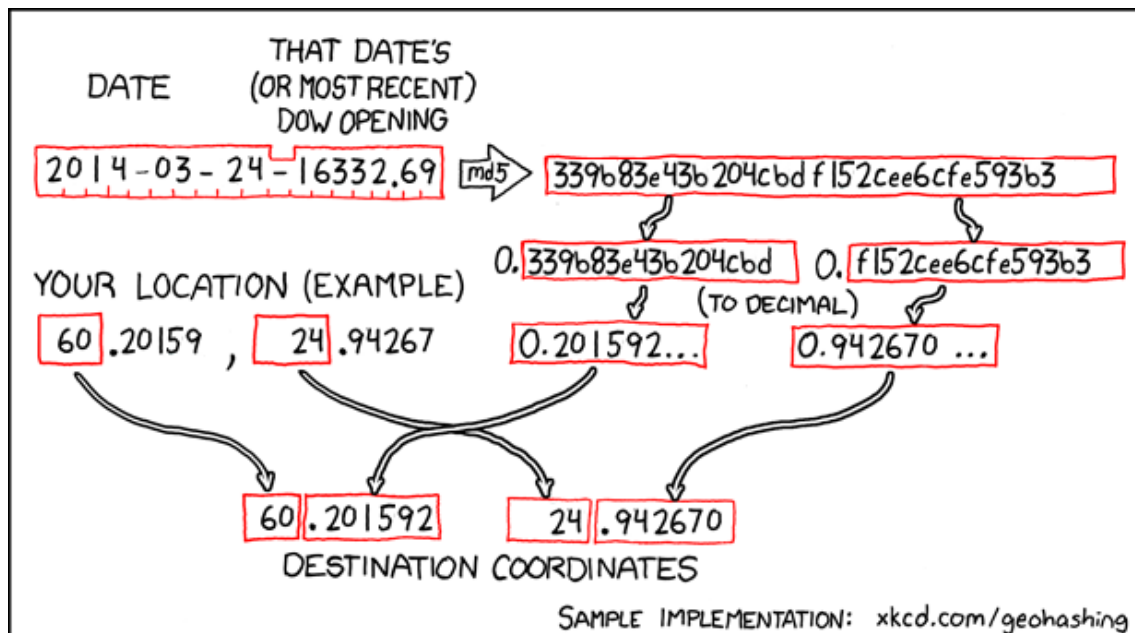 THAT DATE'S
DATE (OR MOST RECENT)
DOW OPENING
2014-03-24-16332.69 md5 339b83e43b204cbdf152cee6cfe593b3
0.339b83e43b204cbd 0.f152cee6cfe593b3
YOUR LOCATION (EXAMPLE) (TO DECIMAL)
60.20159, 24.94267 0.201592... 0.942670 ...
60.201592 24.942670
DESTINATION COORDINATES
SAMPLE IMPLEMENTATION: xkcd.com/geohashing